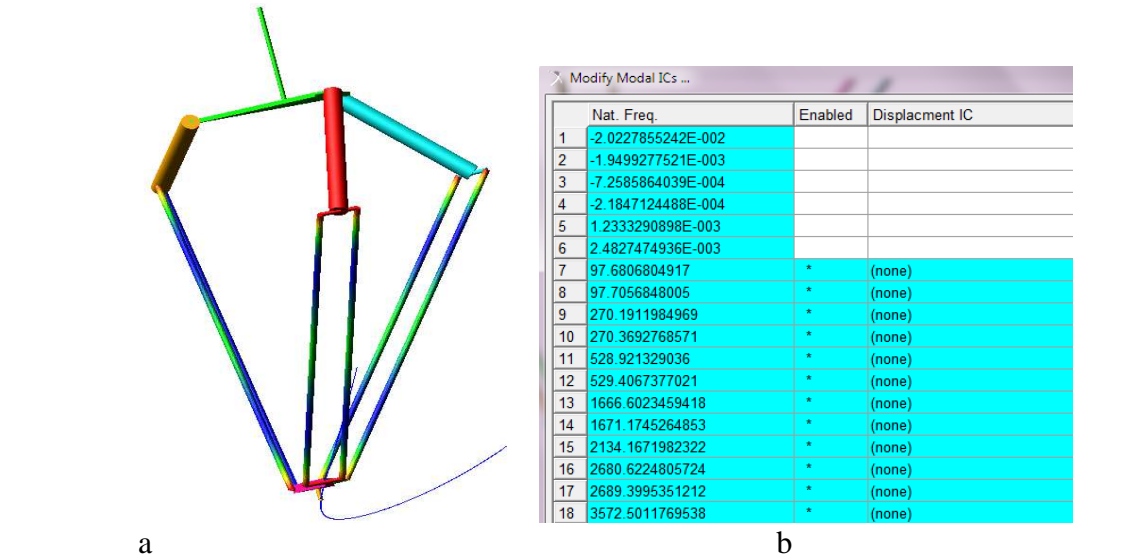 Modify Modal ICs ...
Nat. Freq. Enabled Displacment IC
1 -2.0227855242E-002
2 -1.9499277521E-003
3 -7.2585864039E-004
4 -2.1847124488E-004
5 1.2333290898E-003
6 2.4827474936E-003
7 97.6806804917 * (none)
8 97.7056848005 * (none)
9 270.1911984969 * (none)
10 270.3692768571 * (none)
11 528.921329036 * (none)
12 529.4067377021 * (none)
13 1666.6023459418 * (none)
14 1671.1745264853 * (none)
15 2134.1671982322 * (none)
16 2680.6224805724 * (none)
17 2689.3995351212 * (none)
18 3572.5011769538 * (none)
a b